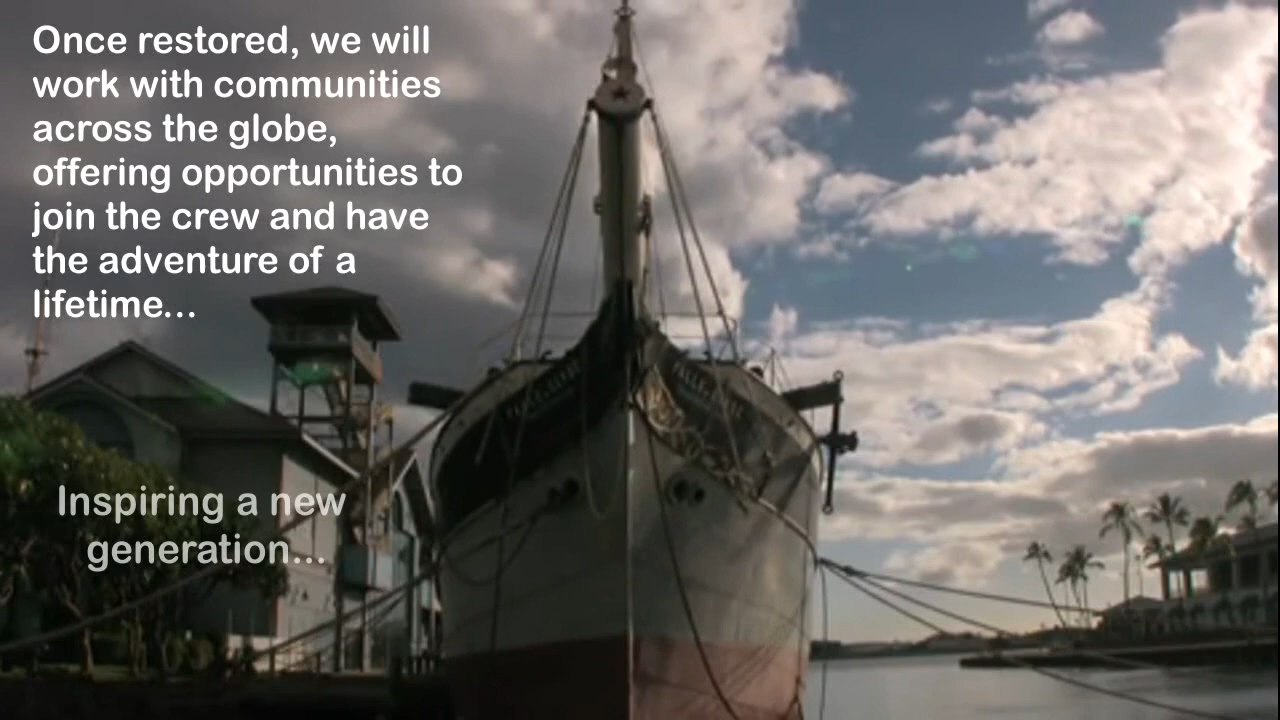 Once restored, we will
work with communities
across the globe,
offering opportunities to
join the crew and have
the adventure of a
lifetime...
Inspiring a new
generation...